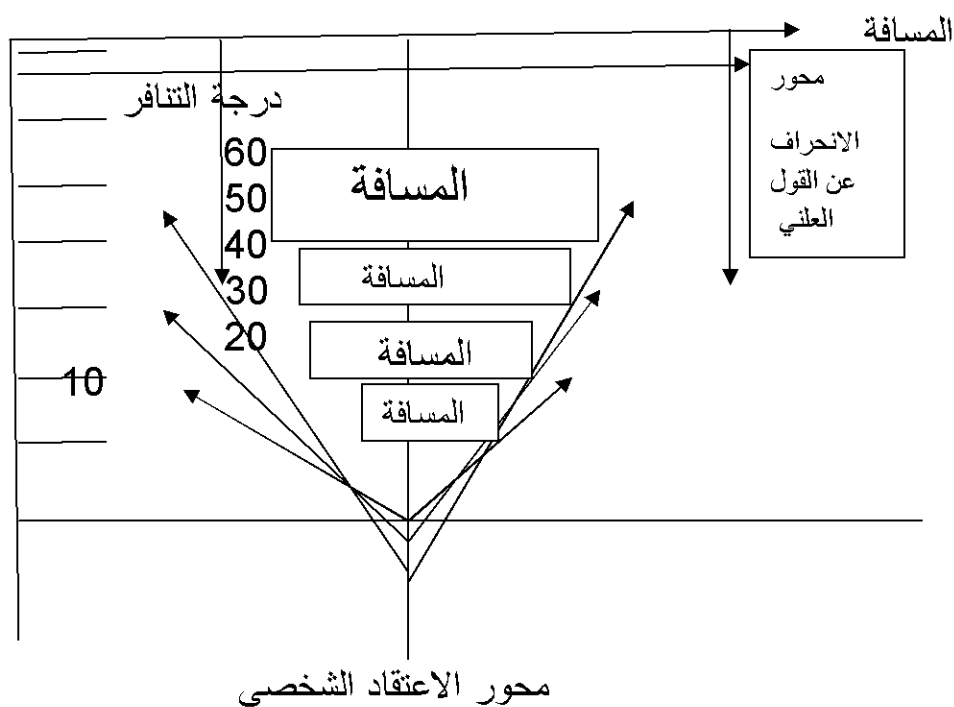 المسافة
محور
الانحراف
عن القول
العلني
درجة التنافر
60
المسافة
50
40
المسافة
30
20
المسافة
10
المسافة
محور الاعتقاد الشخصى